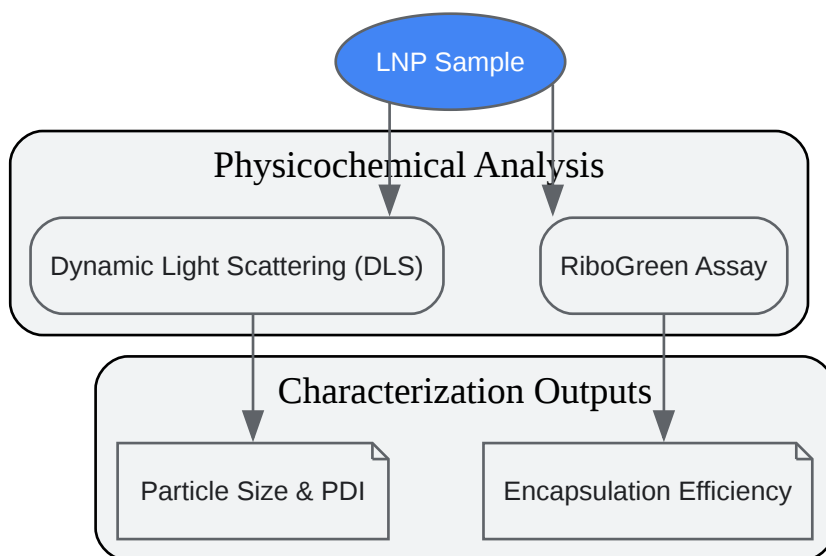 LNP Sample
Physicochemical Analysis
Dynamic Light Scattering (DLS)
RiboGreen Assay
Characterization Outputs
Particle Size & PDI
Encapsulation Efficiency